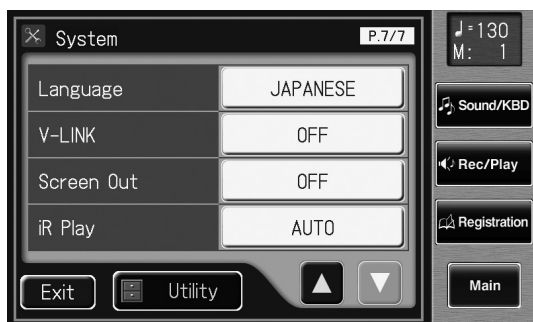 System P.7/7
Language JAPANESE
V-LINK OFF
Screen Out OFF
iR Play AUTO
Exit Utility
♩=130
M: 1
Sound/KBD
Rec/Play
Registration
Main